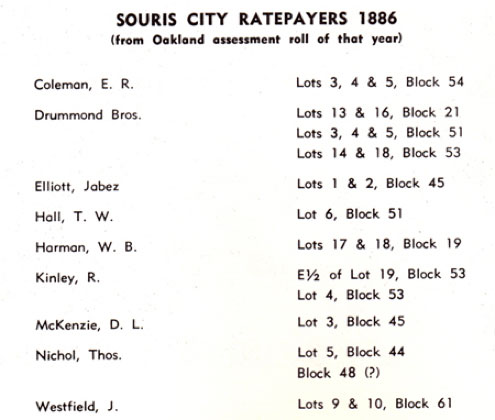 SOURIS CITY RATEPAYERS 1886
(from Oakland assessment roll of that year)
Coleman, E. R. Lots 3, 4 & 5, Block 54
Drummond Bros. Lots 13 & 16, Block 21
Lots 3, 4 & 5, Block 51
Lots 14 & 18, Block 53
Elliott, Jabez Lots 1 & 2, Block 45
Hall, T. W. Lot 6, Block 51
Harman, W. B. Lots 17 & 18, Block 19
Kinley, R. E½ of Lot 19, Block 53
Lot 4, Block 53
McKenzie, D. L. Lot 3, Block 45
Nichol, Thos. Lot 5, Block 44
Block 48 (?)
Westfield, J. Lots 9 & 10, Block 61